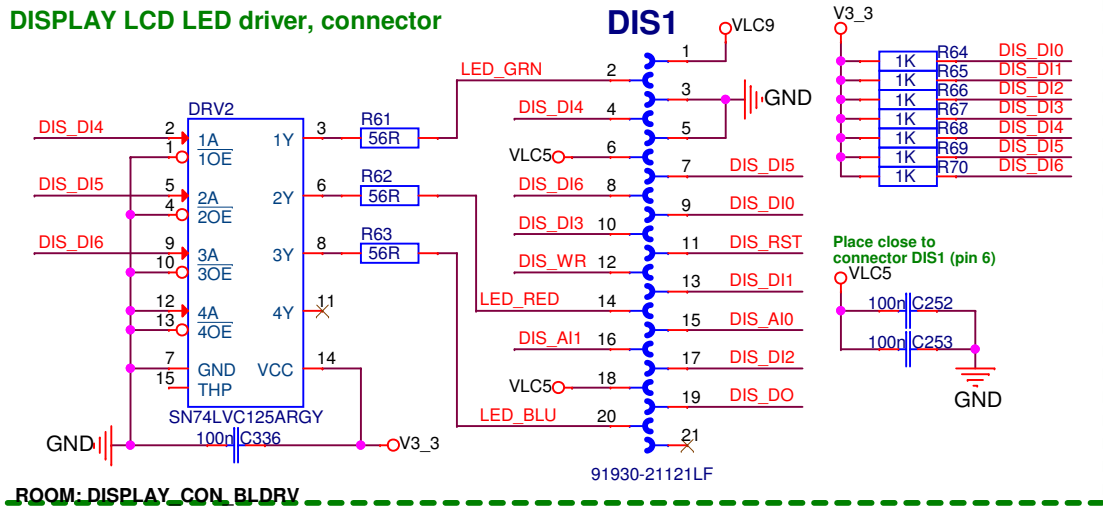 DISPLAY LCD LED driver, connector
DIS1
VLC9
V3_3
1
LED_GRN
2
3
GND
DIS_DI4
4
5
VLC5
6
7
DIS_DI5
DIS_DI6
8
9
DIS_DI0
DIS_DI3
10
11
DIS_RST
DIS_WR
12
13
DIS_DI1
LED_RED
14
15
DIS_AI0
DIS_AI1
16
17
DIS_DI2
VLC5
18
19
DIS_DO
LED_BLU
20
21
91930-21121LF
DRV2
DIS_DI4
2
1A
1Y
3
R61
56R
1
1OE
DIS_DI5
5
2A
2Y
6
R62
56R
4
2OE
DIS_DI6
9
3A
3Y
8
R63
56R
10
3OE
12
4A
4Y
11
13
4OE
7
GND
VCC
14
15
THP
SN74LVC125ARGY
GND
100n
C336
V3_3
1K
R64
DIS_DI0
1K
R65
DIS_DI1
1K
R66
DIS_DI2
1K
R67
DIS_DI3
1K
R68
DIS_DI4
1K
R69
DIS_DI5
1K
R70
DIS_DI6
Place close to
connector DIS1 (pin 6)
VLC5
100n
C252
100n
C253
GND
ROOM: DISPLAY_CON_BLDRV